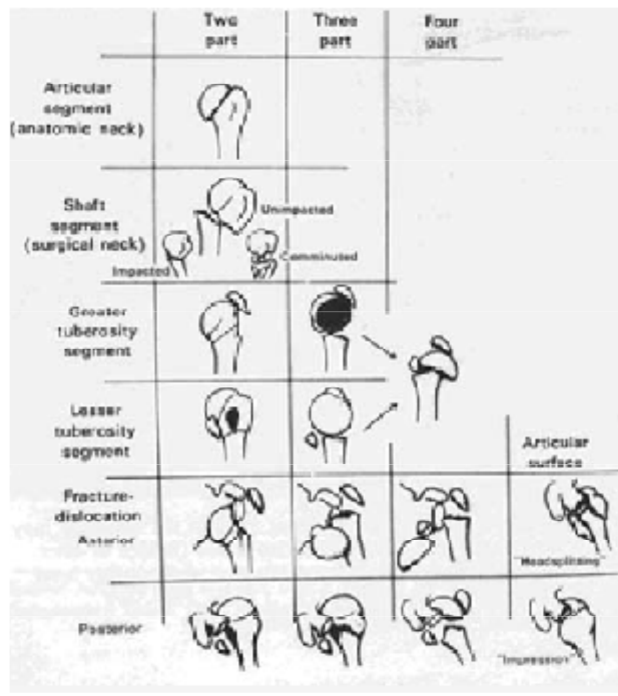 Two
part
Three
part
Four
part
Articular
segment
(anatomic neck)
Shaft
segment
(surgical neck)
Unimpacted
Impacted
Comminuted
Greater
tuberosity
segment
Lesser
tuberosity
segment
Articular
surface
Fracture-
dislocation
Anterior
"Headsplitting"
Posterior
"Impression"